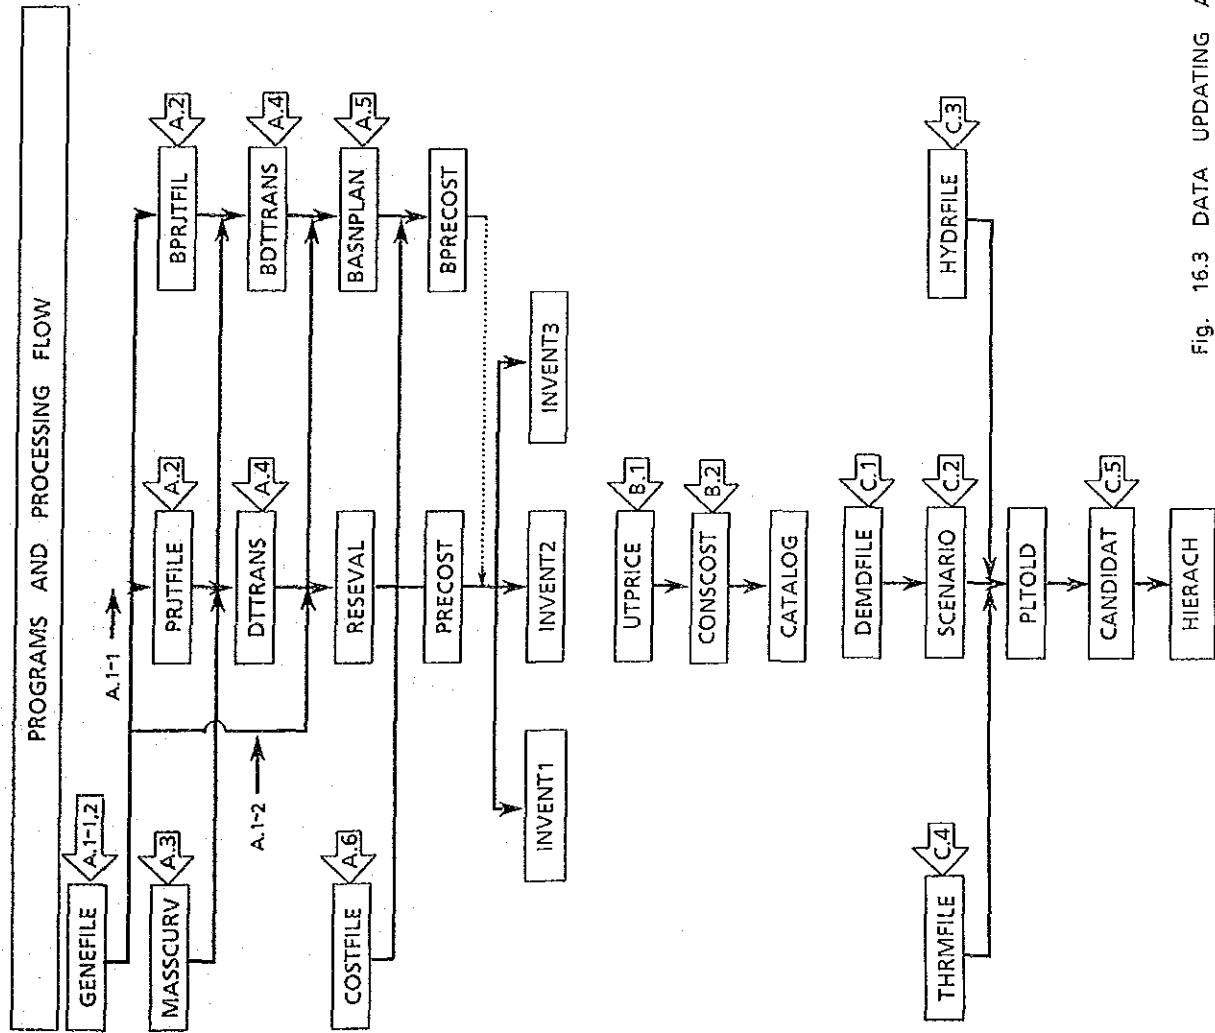 PROGRAMS AND PROCESSING FLOW
GENEFILE
A.1-1,2
A.1-1
MASSCURV
A.3
PRJTFILE
A.2
BPRJTFIL
A.2
A.1-2
DTTRANS
A.4
BDTTRANS
A.4
COSTFILE
A.6
RESEVAL
BASNPLAN
A.5
PRECOST
BPRECOST
INVENT1
INVENT2
INVENT3
UTPRICE
B.1
CONSCOST
B.2
CATALOG
DEMDFILE
C.1
THRMFILE
C.4
SCENARIO
C.2
HYDRFILE
C.3
PLTOLD
CANDIDAT
C.5
HIERACH
Fig. 16.3 DATA UPDATING A